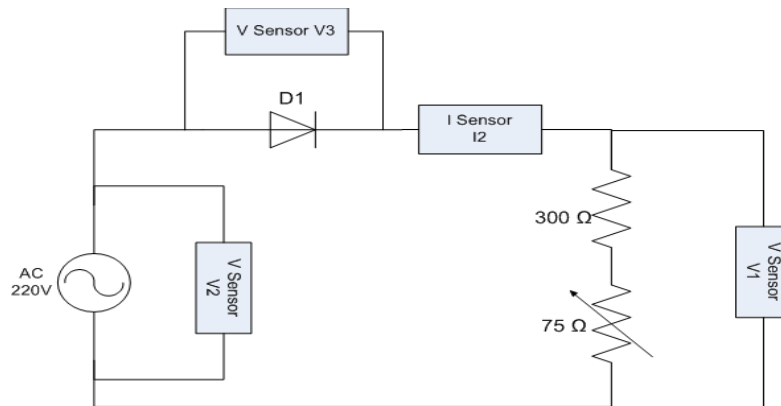 V Sensor V3
D1
I Sensor
I2
300 Ω
AC
220V
V Sensor
V2
V Sensor
V1
75 Ω